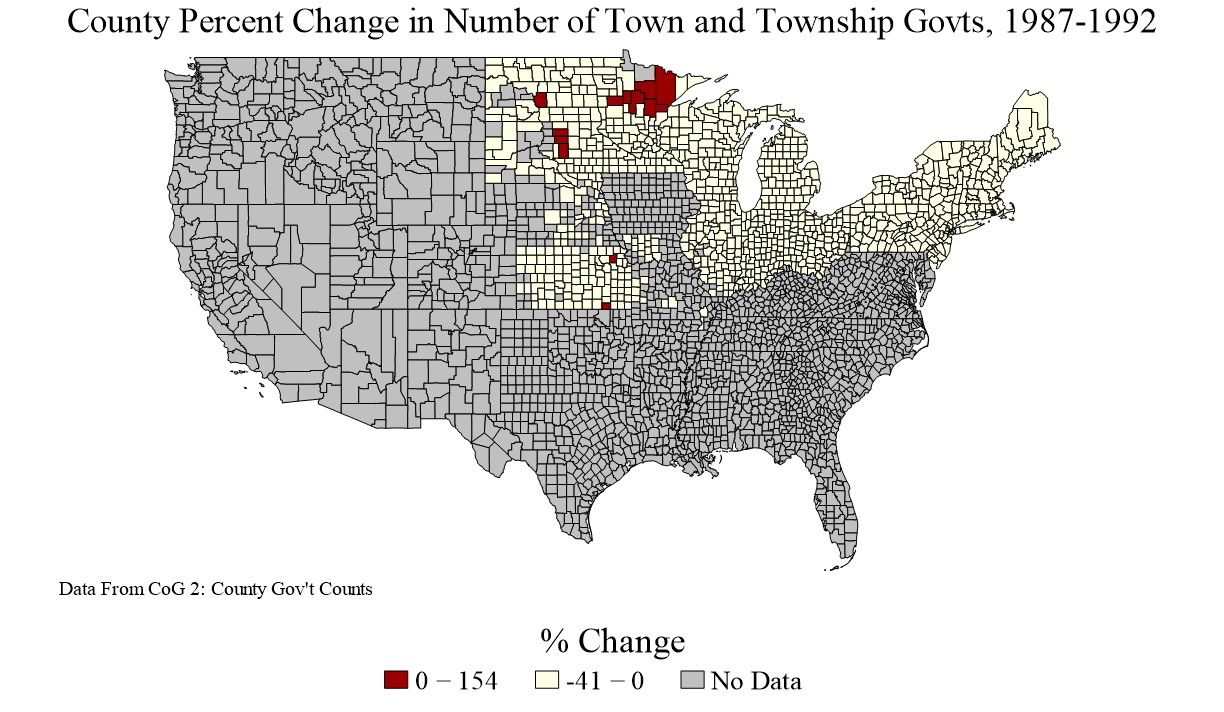 County Percent Change in Number of Town and Township Govts, 1987-1992
Data From CoG 2: County Gov't Counts
% Change
0 − 154
-41 − 0
No Data